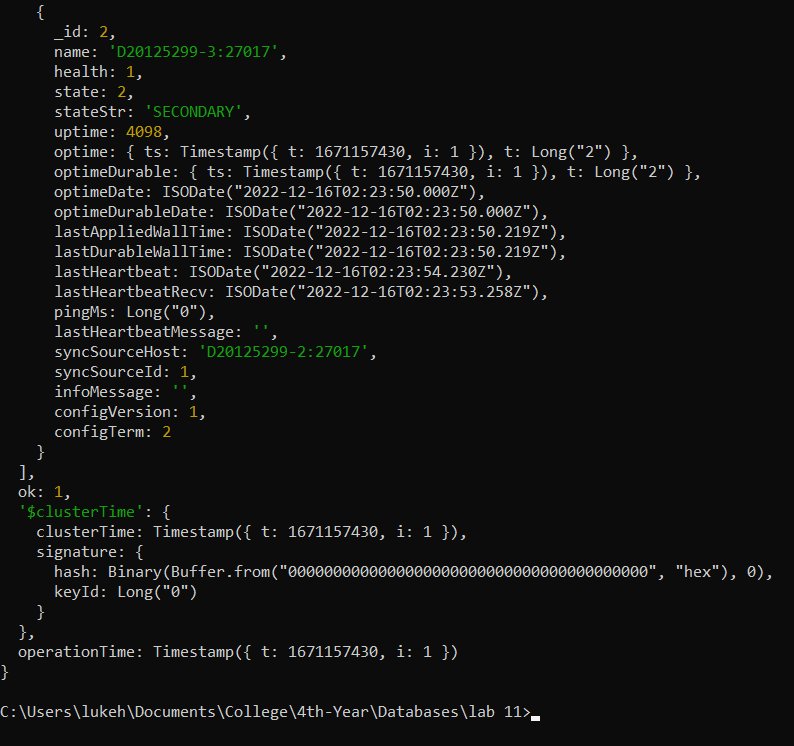 {
      _id: 2,
      name: 'D20125299-3:27017',
      health: 1,
      state: 2,
      stateStr: 'SECONDARY',
      uptime: 4098,
      optime: { ts: Timestamp({ t: 1671157430, i: 1 }), t: Long("2") },
      optimeDurable: { ts: Timestamp({ t: 1671157430, i: 1 }), t: Long("2") },
      optimeDate: ISODate("2022-12-16T02:23:50.000Z"),
      optimeDurableDate: ISODate("2022-12-16T02:23:50.000Z"),
      lastAppliedWallTime: ISODate("2022-12-16T02:23:50.219Z"),
      lastDurableWallTime: ISODate("2022-12-16T02:23:50.219Z"),
      lastHeartbeat: ISODate("2022-12-16T02:23:54.230Z"),
      lastHeartbeatRecv: ISODate("2022-12-16T02:23:53.258Z"),
      pingMs: Long("0"),
      lastHeartbeatMessage: '',
      syncSourceHost: 'D20125299-2:27017',
      syncSourceId: 1,
      infoMessage: '',
      configVersion: 1,
      configTerm: 2
    }
  ],
  ok: 1,
  '$clusterTime': {
    clusterTime: Timestamp({ t: 1671157430, i: 1 }),
    signature: {
      hash: Binary(Buffer.from("0000000000000000000000000000000000000000", "hex"), 0),
      keyId: Long("0")
    }
  },
  operationTime: Timestamp({ t: 1671157430, i: 1 })
}
C:\Users\lukeh\Documents\College\4th-Year\Databases\lab 11>